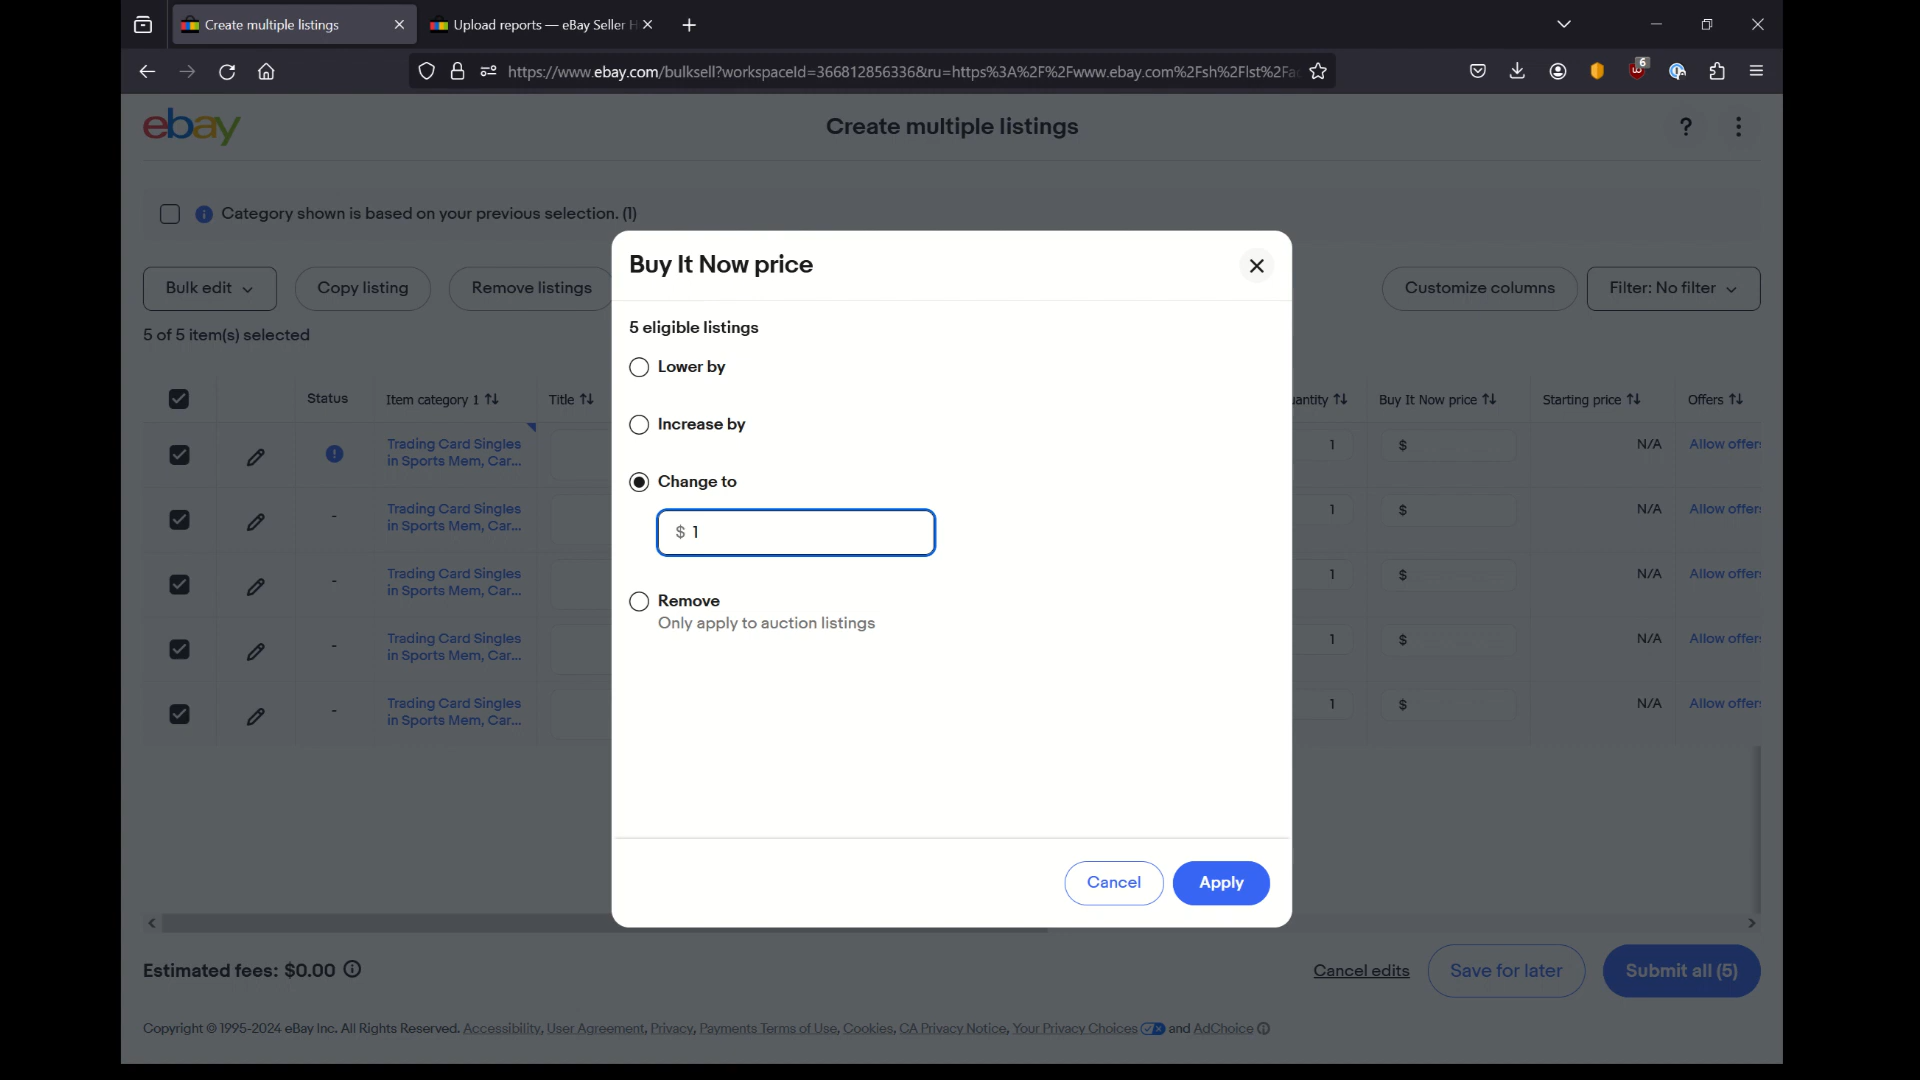 Create multiple listings
Upload reports — eBay Seller H
6
https://www.ebay.com/bulksell?workspaceId=366812856336&ru=https%3A%2F%2Fwww.ebay.com%2Fsh%2Flst%2Fac
ebay
Create multiple listings
?
Category shown is based on your previous selection. (1)
Bulk edit
Copy listing
Remove listings
Customize columns
Filter: No filter
5 of 5 item(s) selected
Status
Item category 1
Title
uantity
Buy It Now price
Starting price
Offers
Trading Card Singles
in Sports Mem, Car...
1
$
N/A
Allow offers
-
Trading Card Singles
in Sports Mem, Car...
1
$
N/A
Allow offers
-
Trading Card Singles
in Sports Mem, Car...
1
$
N/A
Allow offers
-
Trading Card Singles
in Sports Mem, Car...
1
$
N/A
Allow offers
-
Trading Card Singles
in Sports Mem, Car...
1
$
N/A
Allow offers
Buy It Now price
5 eligible listings
Lower by
Increase by
Change to
$ 1
Remove
Only apply to auction listings
Cancel
Apply
Estimated fees: $0.00
Cancel edits
Save for later
Submit all (5)
Copyright © 1995-2024 eBay Inc. All Rights Reserved. Accessibility, User Agreement, Privacy, Payments Terms of Use, Cookies, CA Privacy Notice, Your Privacy Choices and AdChoice